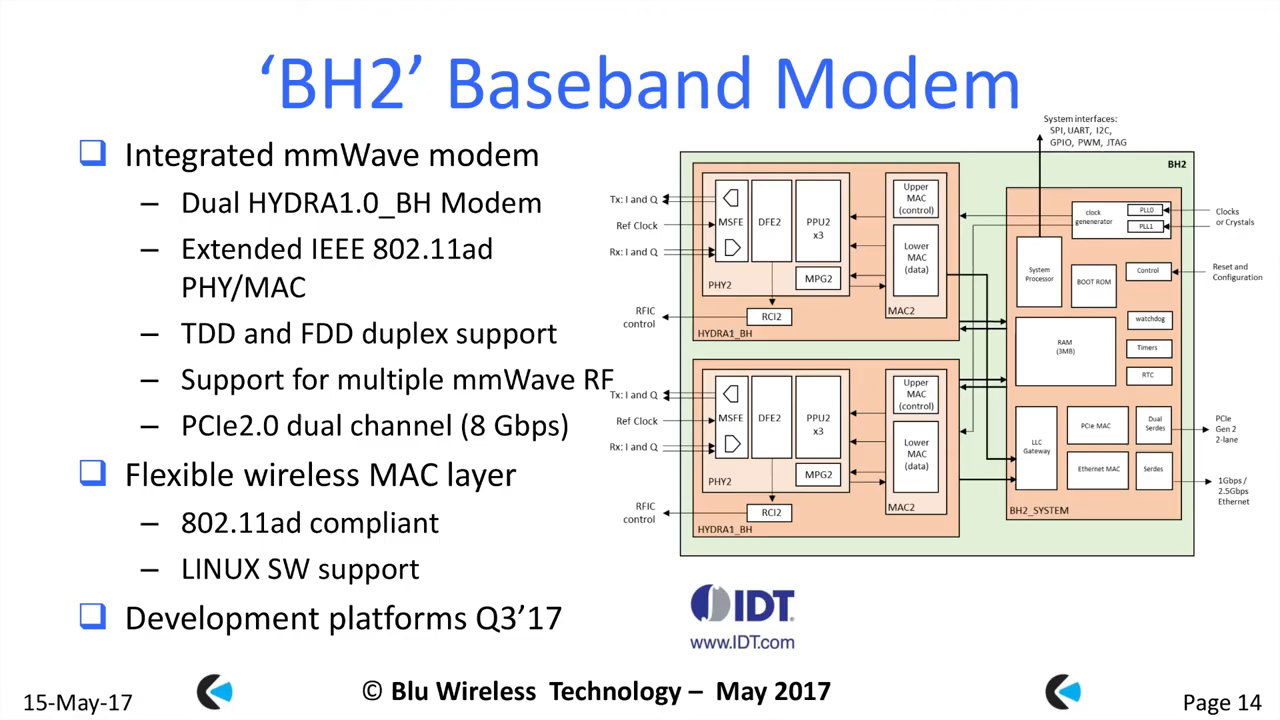 ‘BH2’ Baseband Modem
❑ Integrated mmWave modem
– Dual HYDRA1.0_BH Modem
– Extended IEEE 802.11ad
PHY/MAC
– TDD and FDD duplex support
– Support for multiple mmWave RF
– PCIe2.0 dual channel (8 Gbps)
❑ Flexible wireless MAC layer
– 802.11ad compliant
– LINUX SW support
❑ Development platforms Q3’17
System interfaces:
SPI, UART, I2C,
GPIO, PWM, JTAG
BH2
Tx: I and Q
Ref Clock
Rx: I and Q
RFIC
control
MSFE
DFE2
PPU2
x3
MPG2
PHY2
RCI2
HYDRA1_BH
Upper
MAC
(control)
Lower
MAC
(data)
MAC2
Tx: I and Q
Ref Clock
Rx: I and Q
RFIC
control
MSFE
DFE2
PPU2
x3
MPG2
PHY2
RCI2
HYDRA1_BH
Upper
MAC
(control)
Lower
MAC
(data)
MAC2
clock
genenerator
PLL0
PLL1
Clocks
or Crystals
System
Processor
BOOT ROM
Control
Reset and
Configuration
RAM
(3MB)
watchdog
Timers
RTC
LLC
Gateway
PCIe MAC
Dual
Serdes
PCIe
Gen 2
2-lane
Ethernet MAC
Serdes
1Gbps /
2.5Gbps
Ethernet
BH2_SYSTEM
IDT.
www.IDT.com
15-May-17
© Blu Wireless Technology – May 2017
Page 14